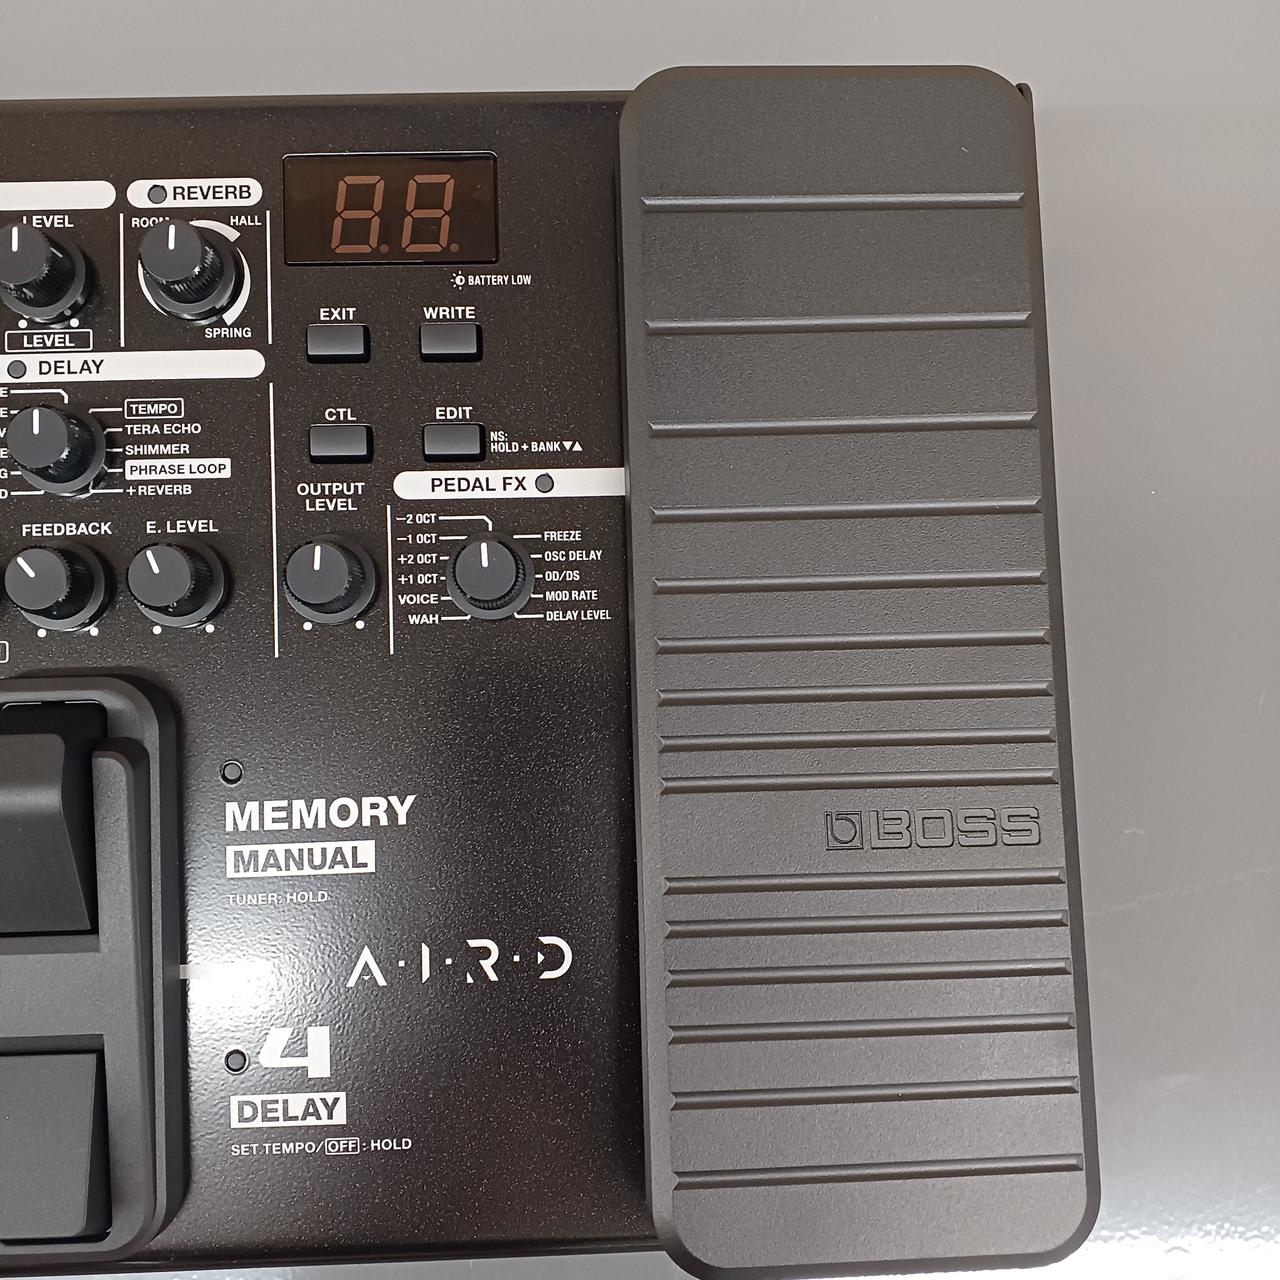 REVERB
LEVEL
ROOM
HALL
SPRING
LEVEL
88
BATTERY LOW
EXIT
WRITE
DELAY
TEMPO
TERA ECHO
SHIMMER
PHRASE LOOP
+REVERB
CTL
EDIT
NS:
HOLD + BANK ▼▲
FEEDBACK
E. LEVEL
OUTPUT
LEVEL
PEDAL FX
−2 OCT
−1 OCT
+2 OCT
+1 OCT
VOICE
WAH
FREEZE
OSC DELAY
OD/DS
MOD RATE
DELAY LEVEL
MEMORY
MANUAL
TUNER: HOLD
A·I·R·D
4
DELAY
SET TEMPO/OFF: HOLD
BOSS